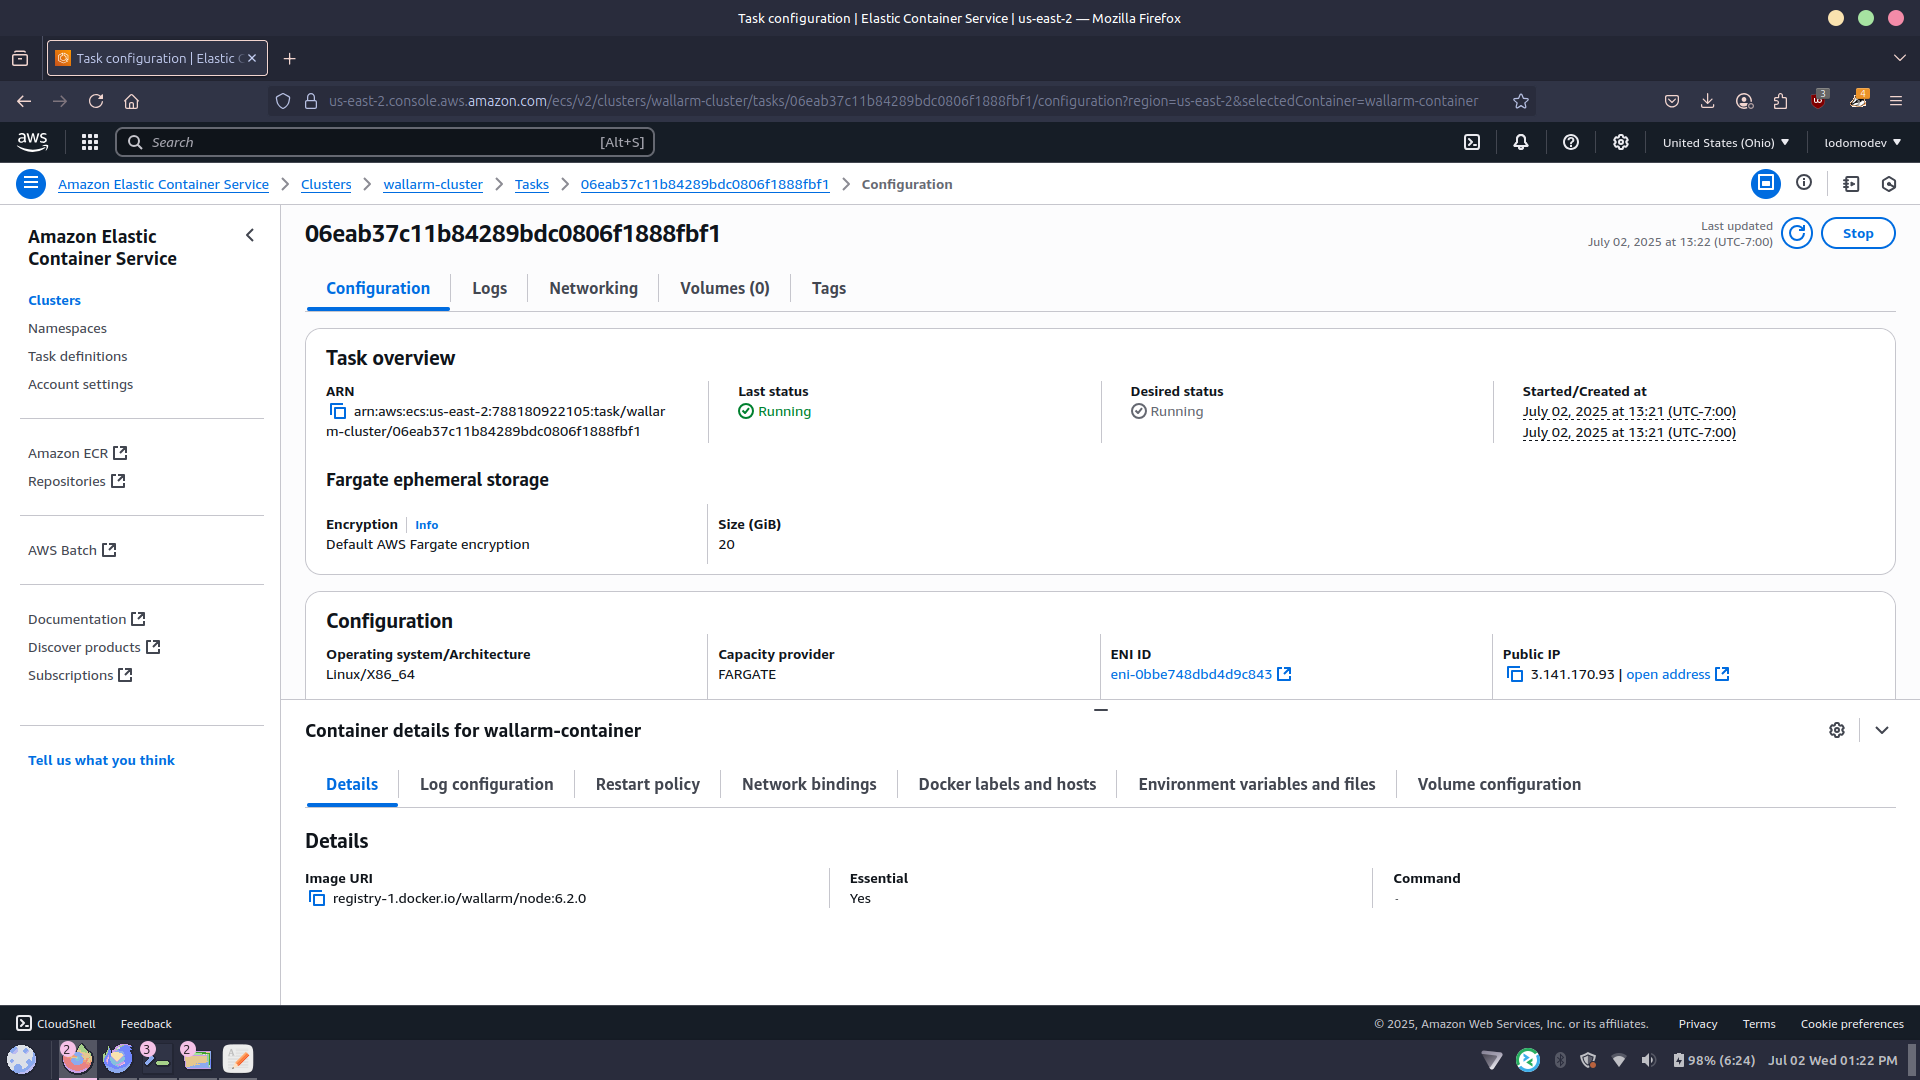 Task configuration | Elastic Container Service | us-east-2 — Mozilla Firefox
Task configuration | Elastic C
us-east-2.console.aws.amazon.com/ecs/v2/clusters/wallarm-cluster/tasks/06eab37c11b84289bdc0806f1888fbf1/configuration?region=us-east-2&selectedContainer=wallarm-container
3
4
aws
Search
[Alt+S]
United States (Ohio)
lodomodev
Amazon Elastic Container Service
Clusters
wallarm-cluster
Tasks
06eab37c11b84289bdc0806f1888fbf1
Configuration
Amazon Elastic
Container Service
Clusters
Namespaces
Task definitions
Account settings
Amazon ECR
Repositories
AWS Batch
Documentation
Discover products
Subscriptions
Tell us what you think
06eab37c11b84289bdc0806f1888fbf1
Last updated
July 02, 2025 at 13:22 (UTC-7:00)
Stop
Configuration
Logs
Networking
Volumes (0)
Tags
Task overview
ARN
arn:aws:ecs:us-east-2:788180922105:task/wallar
m-cluster/06eab37c11b84289bdc0806f1888fbf1
Last status
Running
Desired status
Running
Started/Created at
July 02, 2025 at 13:21 (UTC-7:00)
July 02, 2025 at 13:21 (UTC-7:00)
Fargate ephemeral storage
Encryption
Info
Default AWS Fargate encryption
Size (GiB)
20
Configuration
Operating system/Architecture
Linux/X86_64
Capacity provider
FARGATE
ENI ID
eni-0bbe748dbd4d9c843
Public IP
3.141.170.93 | open address
Container details for wallarm-container
Details
Log configuration
Restart policy
Network bindings
Docker labels and hosts
Environment variables and files
Volume configuration
Details
Image URI
registry-1.docker.io/wallarm/node:6.2.0
Essential
Yes
Command
-
CloudShell
Feedback
© 2025, Amazon Web Services, Inc. or its affiliates.
Privacy
Terms
Cookie preferences
2
3
2
98% (6:24)
Jul 02 Wed 01:22 PM